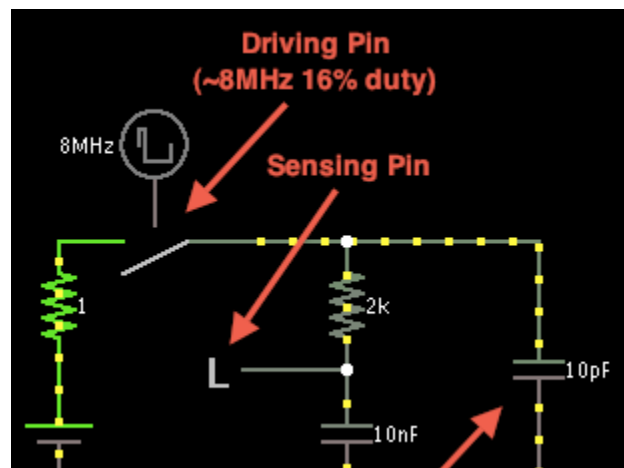 Driving Pin
(~8MHz 16% duty)
8MHz
Sensing Pin
1
2k
L
10pF
10nF